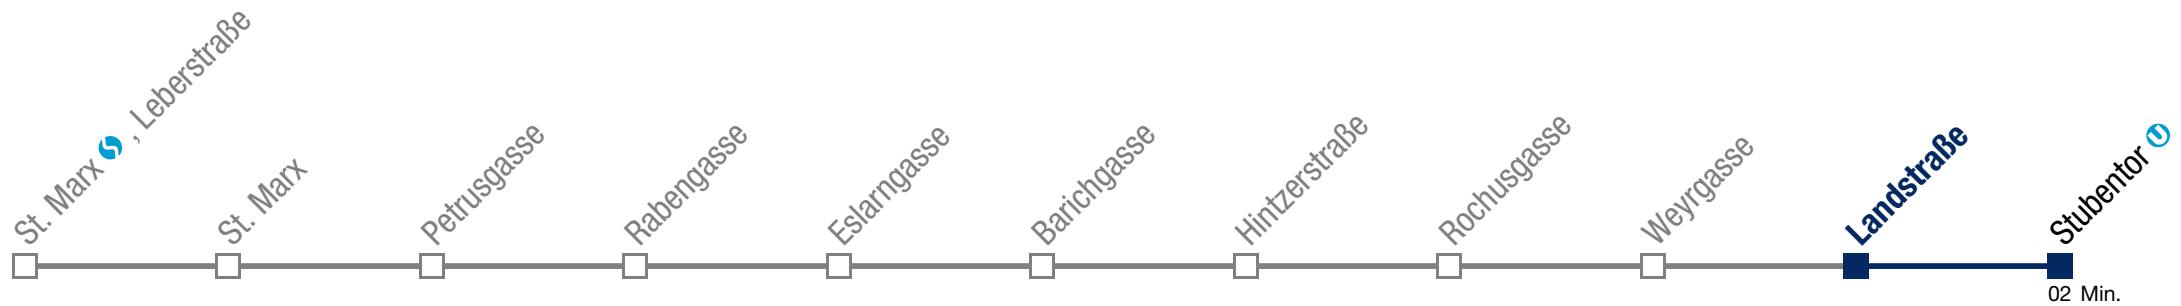 St. Marx S , Leberstraße
St. Marx
Petrusgasse
Rabengasse
Eslarngasse
Barichgasse
Hintzerstraße
Rochusgasse
Weyrgasse
Landstraße
Stubentor U
02 Min.